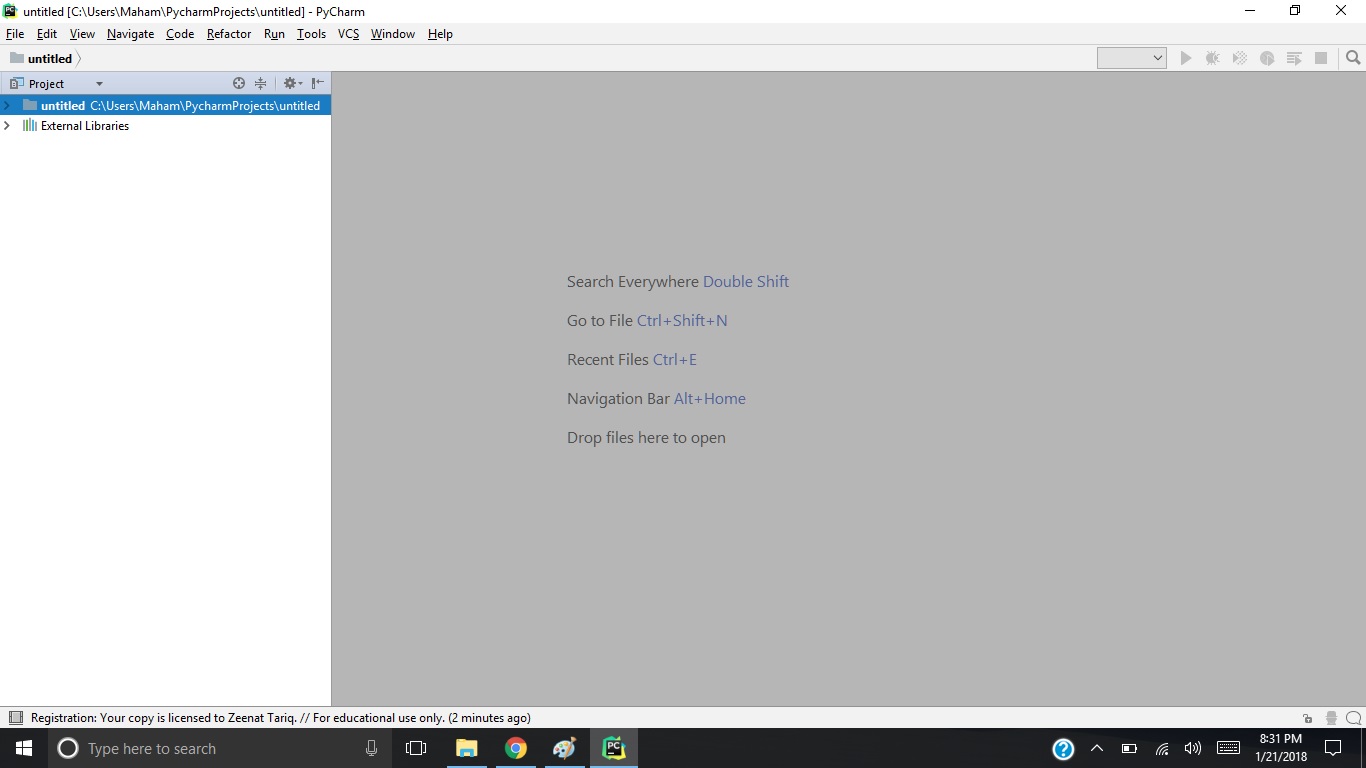 untitled [C:\Users\Maham\PycharmProjects\untitled] - PyCharm
File Edit View Navigate Code Refactor Run Tools VCS Window Help
untitled
Project
untitled C:\Users\Maham\PycharmProjects\untitled
External Libraries
Search Everywhere Double Shift
Go to File Ctrl+Shift+N
Recent Files Ctrl+E
Navigation Bar Alt+Home
Drop files here to open
Registration: Your copy is licensed to Zeenat Tariq. // For educational use only. (2 minutes ago)
Type here to search
PC
8:31 PM
1/21/2018